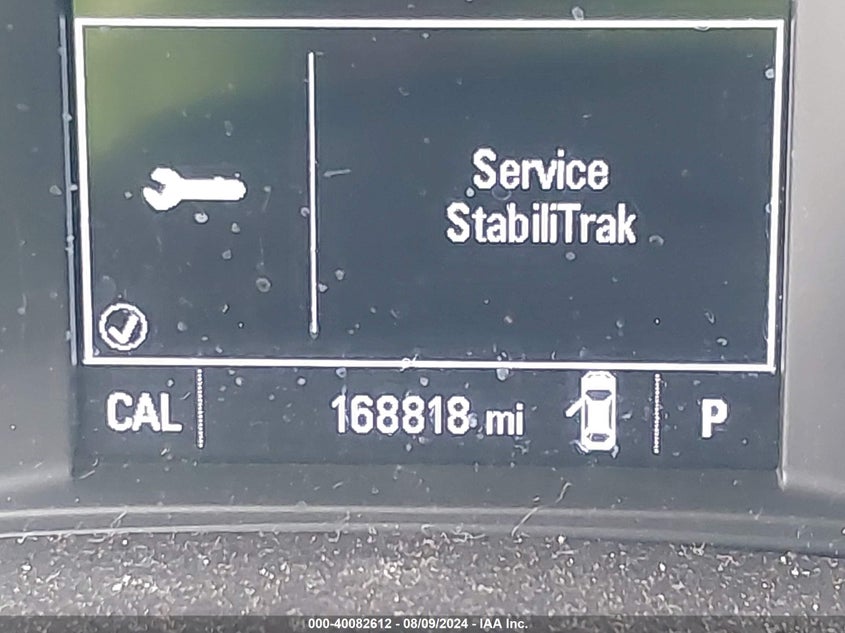 Service
StabiliTrak
CAL 168818 mi P
000-40082612 - 08/09/2024 - IAA Inc.